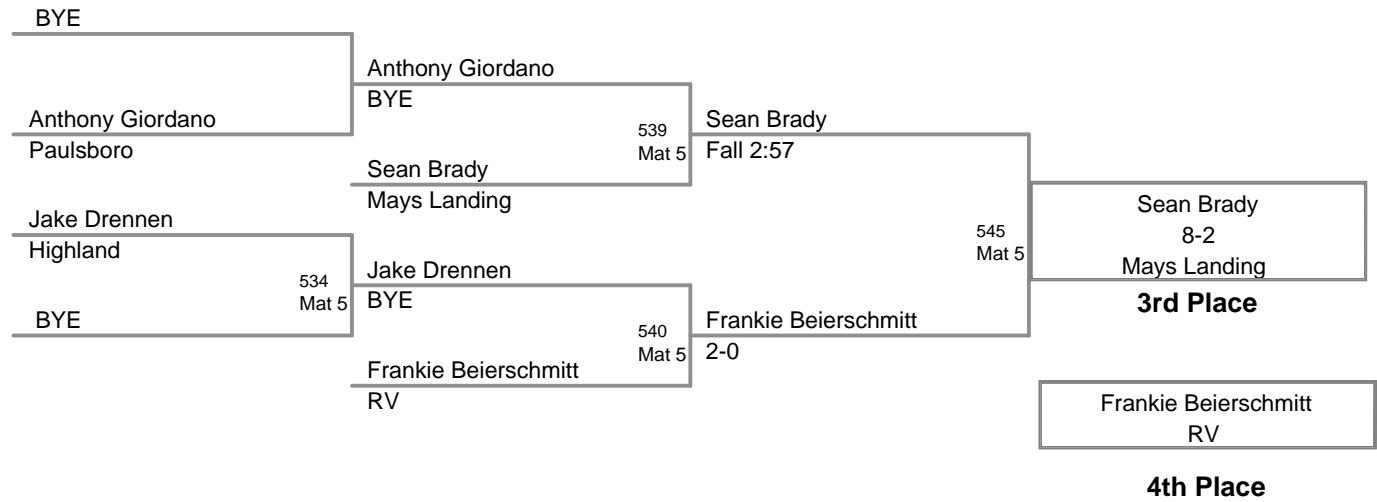 BYE
Anthony Giordano
BYE
Anthony Giordano
Paulsboro
539
Mat 5
Sean Brady
Fall 2:57
Sean Brady
Mays Landing
Jake Drennen
Highland
534
Mat 5
Jake Drennen
BYE
BYE
540
Mat 5
Frankie Beierschmitt
2-0
Frankie Beierschmitt
RV
545
Mat 5
Sean Brady
8-2
Mays Landing
3rd Place
Frankie Beierschmitt
RV
4th Place